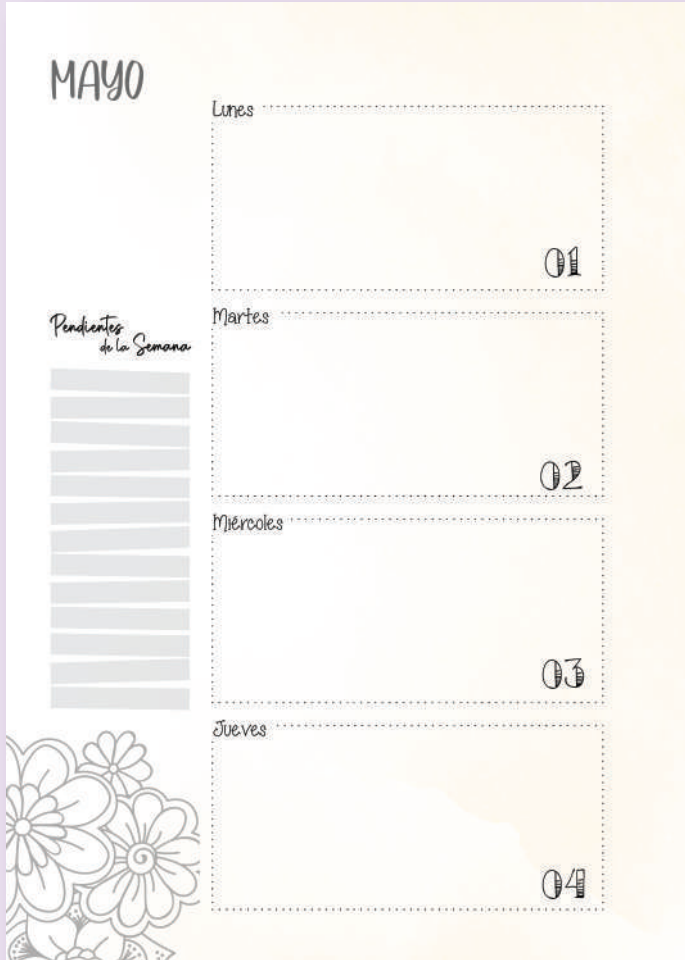 MAYO
Lunes
01
Pendientes
de la Semana
Martes
02
Miércoles
03
Jueves
04